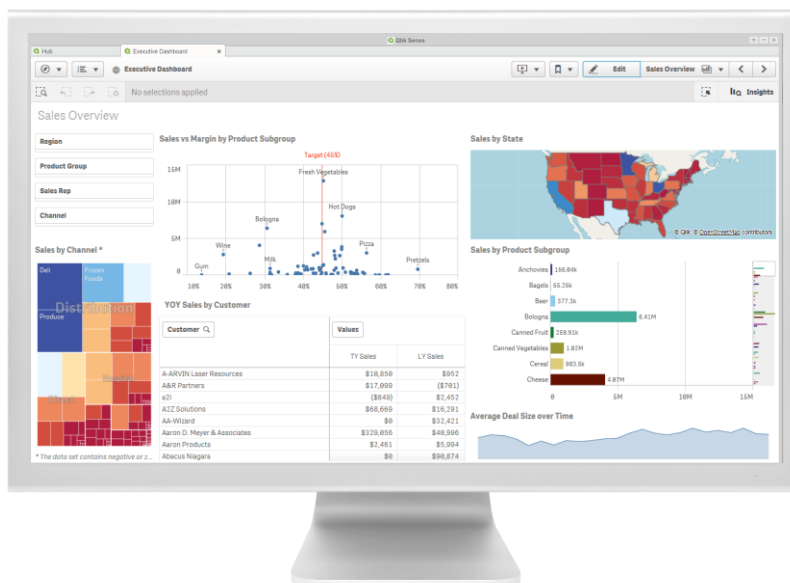 Qlik Sense
Hub
Executive Dashboard
Executive Dashboard
Edit
Sales Overview
No selections applied
Insights
Sales Overview
Region
Product Group
Sales Rep
Channel
Sales by Channel *
Deli
Frozen Foods
Distribution
Produce
* The data set contains negative or z...
Sales vs Margin by Product Subgroup
Target (46%)
Fresh Vegetables
15M
10M
Hot Dogs
Bologna
5M
Wine
Pizza
Milk
Pretzels
Gum
0
10% 20% 30% 40% 50% 60% 70% 80%
YOY Sales by Customer
Customer Values
TY Sales LY Sales
A-ARVIN Laser Resources $10,850 $952
A&R Partners $17,099 ($701)
a2i ($849) $2,452
A2Z Solutions $68,669 $16,291
AA-Wizard $0 $32,421
Aaron D. Meyer & Associates $329,056 $40,996
Aaron Products $2,461 $5,994
Abacus Niagara $0 $90,874
Sales by State
© Qlik, © OpenStreetMap contributors
Sales by Product Subgroup
Anchovies 166.84k
Bagels 55.25k
Beer 377.3k
Bologna 6.41M
Canned Fruit 259.91k
Canned Vegetables 1.02M
Cereal 983.5k
Cheese 4.07M
0 5M 10M 15M
Average Deal Size over Time